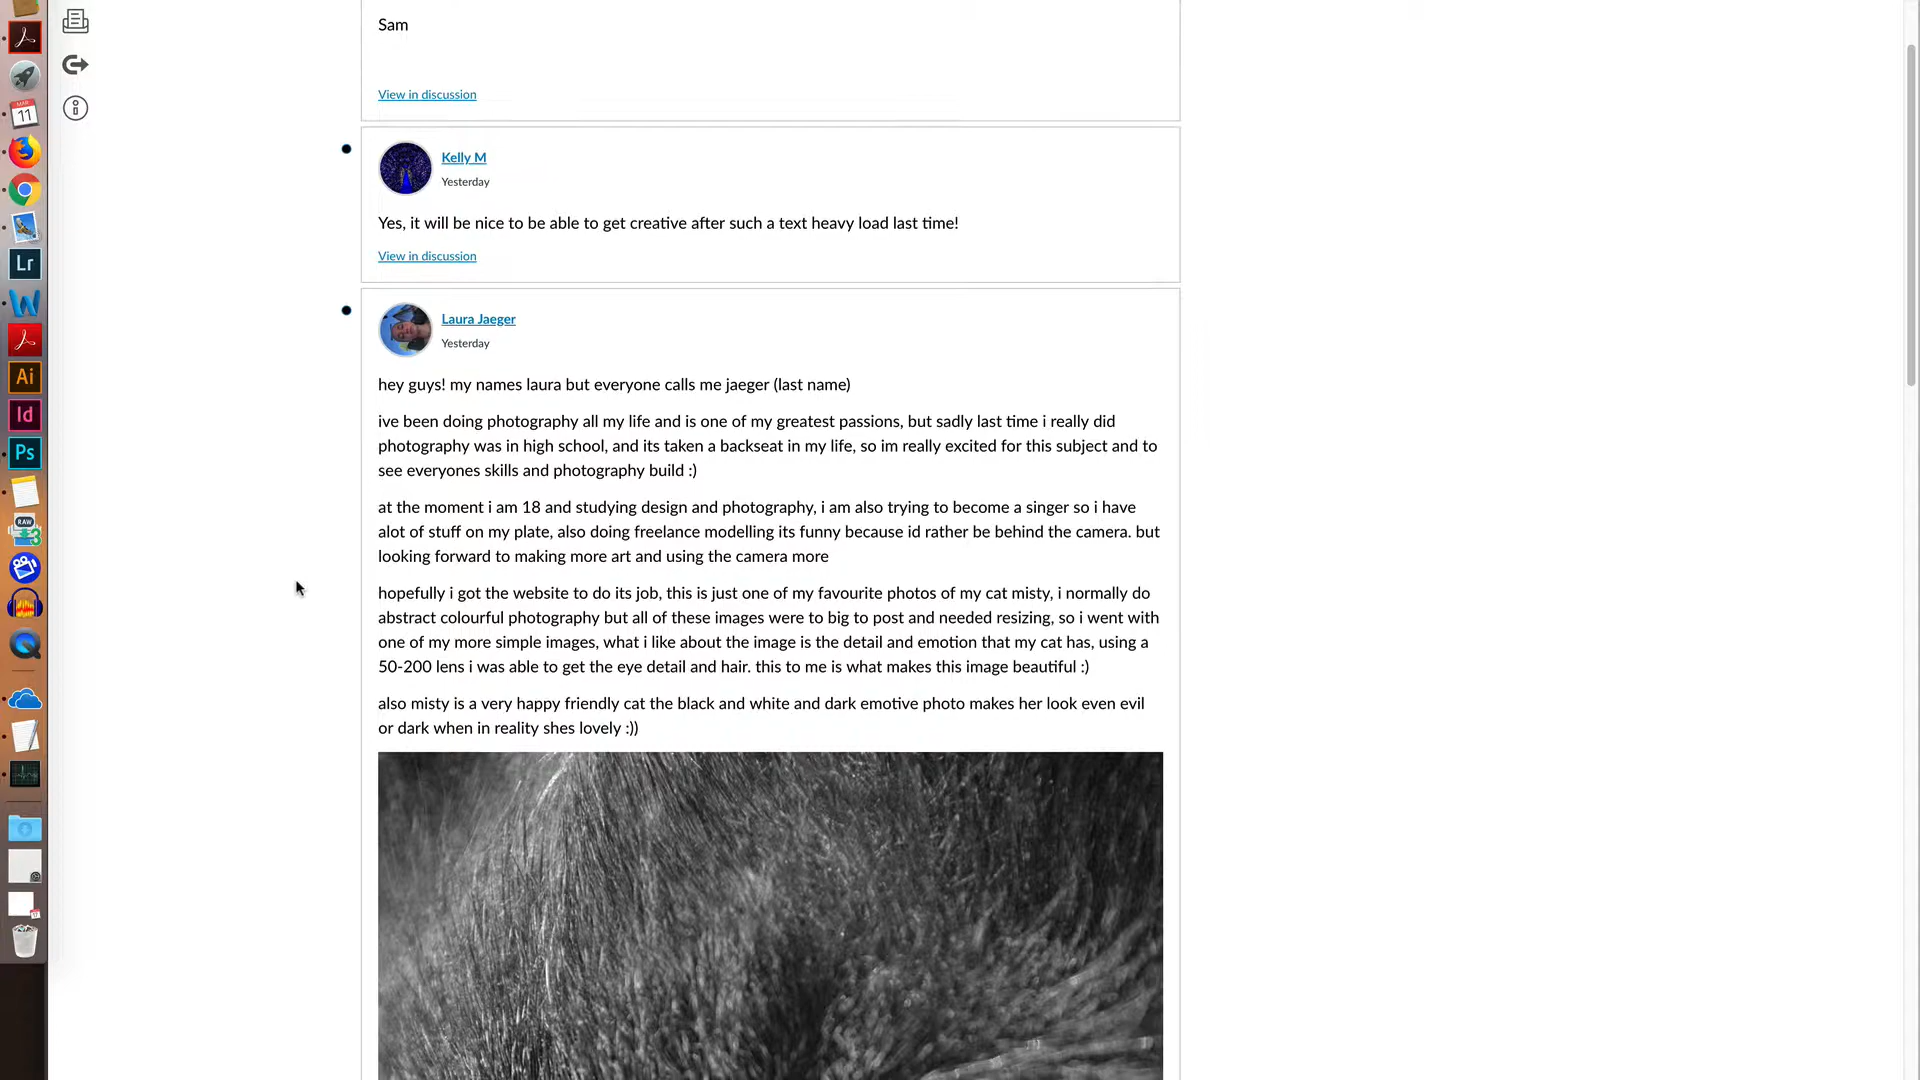 Sam
View in discussion
Kelly M
Yesterday
Yes, it will be nice to be able to get creative after such a text heavy load last time!
View in discussion
Laura Jaeger
Yesterday
hey guys! my names laura but everyone calls me jaeger (last name)
ive been doing photography all my life and is one of my greatest passions, but sadly last time i really did
photography was in high school, and its taken a backseat in my life, so im really excited for this subject and to
see everyones skills and photography build :)
at the moment i am 18 and studying design and photography, i am also trying to become a singer so i have
alot of stuff on my plate, also doing freelance modelling its funny because id rather be behind the camera. but
looking forward to making more art and using the camera more
hopefully i got the website to do its job, this is just one of my favourite photos of my cat misty, i normally do
abstract colourful photography but all of these images were to big to post and needed resizing, so i went with
one of my more simple images, what i like about the image is the detail and emotion that my cat has, using a
50-200 lens i was able to get the eye detail and hair. this to me is what makes this image beautiful :)
also misty is a very happy friendly cat the black and white and dark emotive photo makes her look even evil
or dark when in reality shes lovely :))
MAR
11
Lr
W
Ai
Id
Ps
RAW
3